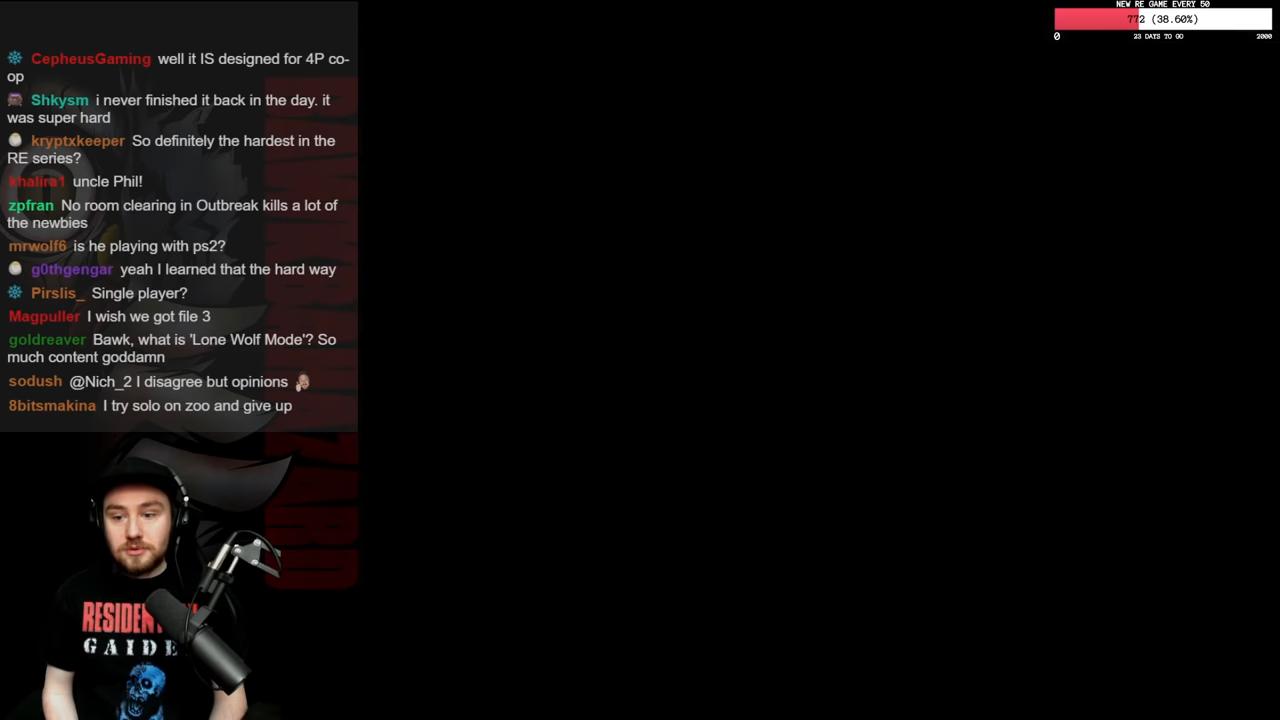 NEW RE GAME EVERY 50
772 (38.60%)
0 23 DAYS TO GO 2000
CepheusGaming well it IS designed for 4P co-
op
Shkysm i never finished it back in the day. it
was super hard
kryptxkeeper So definitely the hardest in the
RE series?
khalira1 uncle Phil!
zpfran No room clearing in Outbreak kills a lot of
the newbies
mrwolf6 is he playing with ps2?
g0thgengar yeah I learned that the hard way
Pirslis_ Single player?
Magpuller I wish we got file 3
goldreaver Bawk, what is 'Lone Wolf Mode'? So
much content goddamn
sodush @Nich_2 I disagree but opinions
8bitsmakina I try solo on zoo and give up
RESIDEN
GAIDE